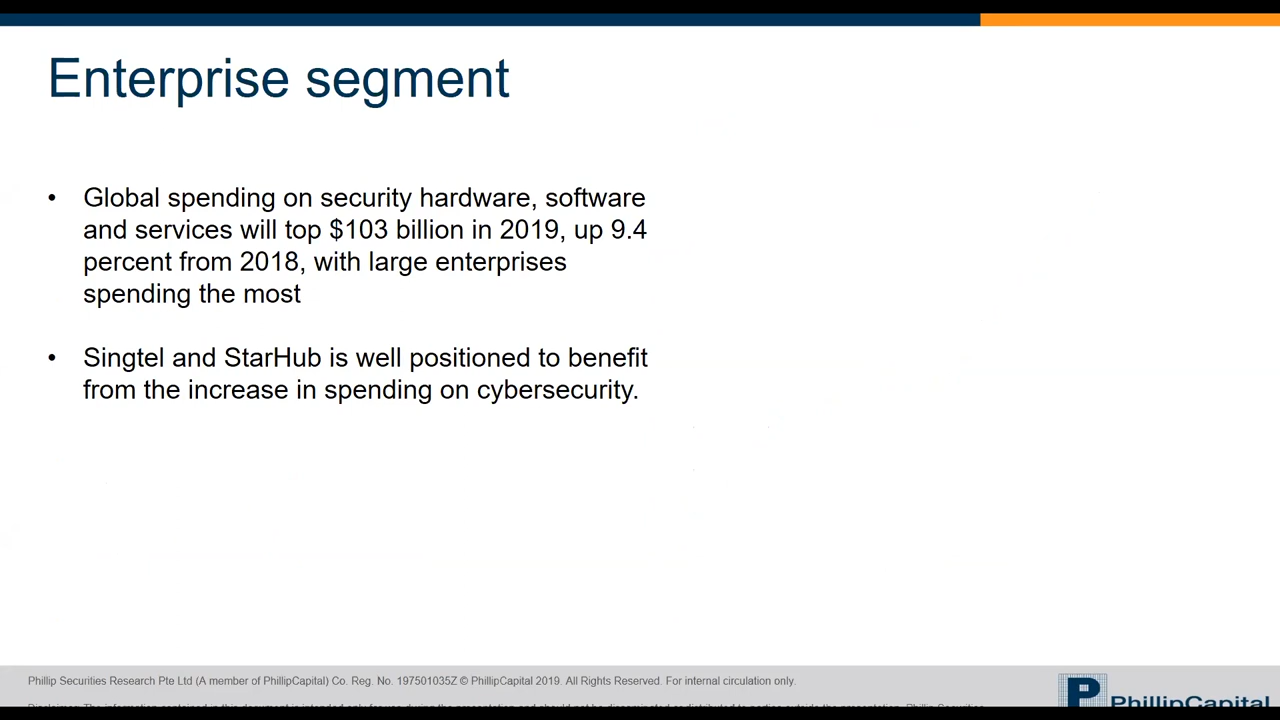 Enterprise segment
• Global spending on security hardware, software
and services will top $103 billion in 2019, up 9.4
percent from 2018, with large enterprises
spending the most
• Singtel and StarHub is well positioned to benefit
from the increase in spending on cybersecurity.
Phillip Securities Research Pte Ltd (A member of PhillipCapital) Co. Reg. No. 197501035Z © PhillipCapital 2019. All Rights Reserved. For internal circulation only.
PhillipCapital